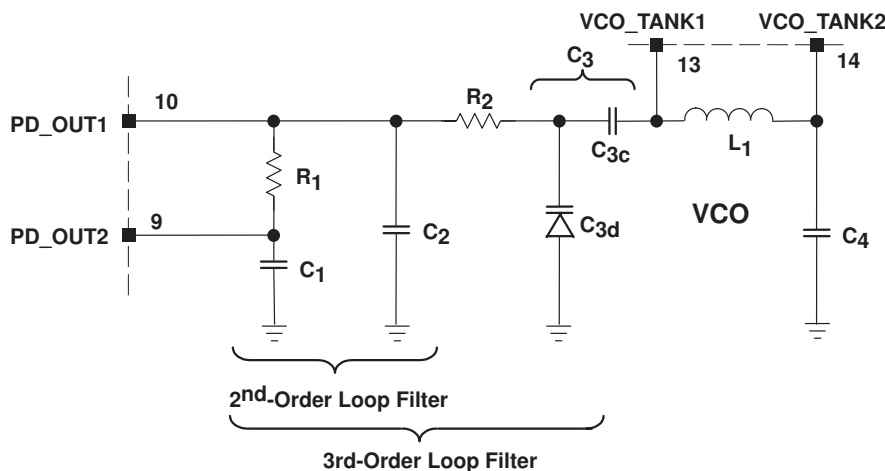 VCO_TANK1 VCO_TANK2
C3
13 14
10
PD_OUT1
R2
C3c
L1
R1
9
PD_OUT2
VCO
C2
C3d
C4
C1
2nd-Order Loop Filter
3rd-Order Loop Filter